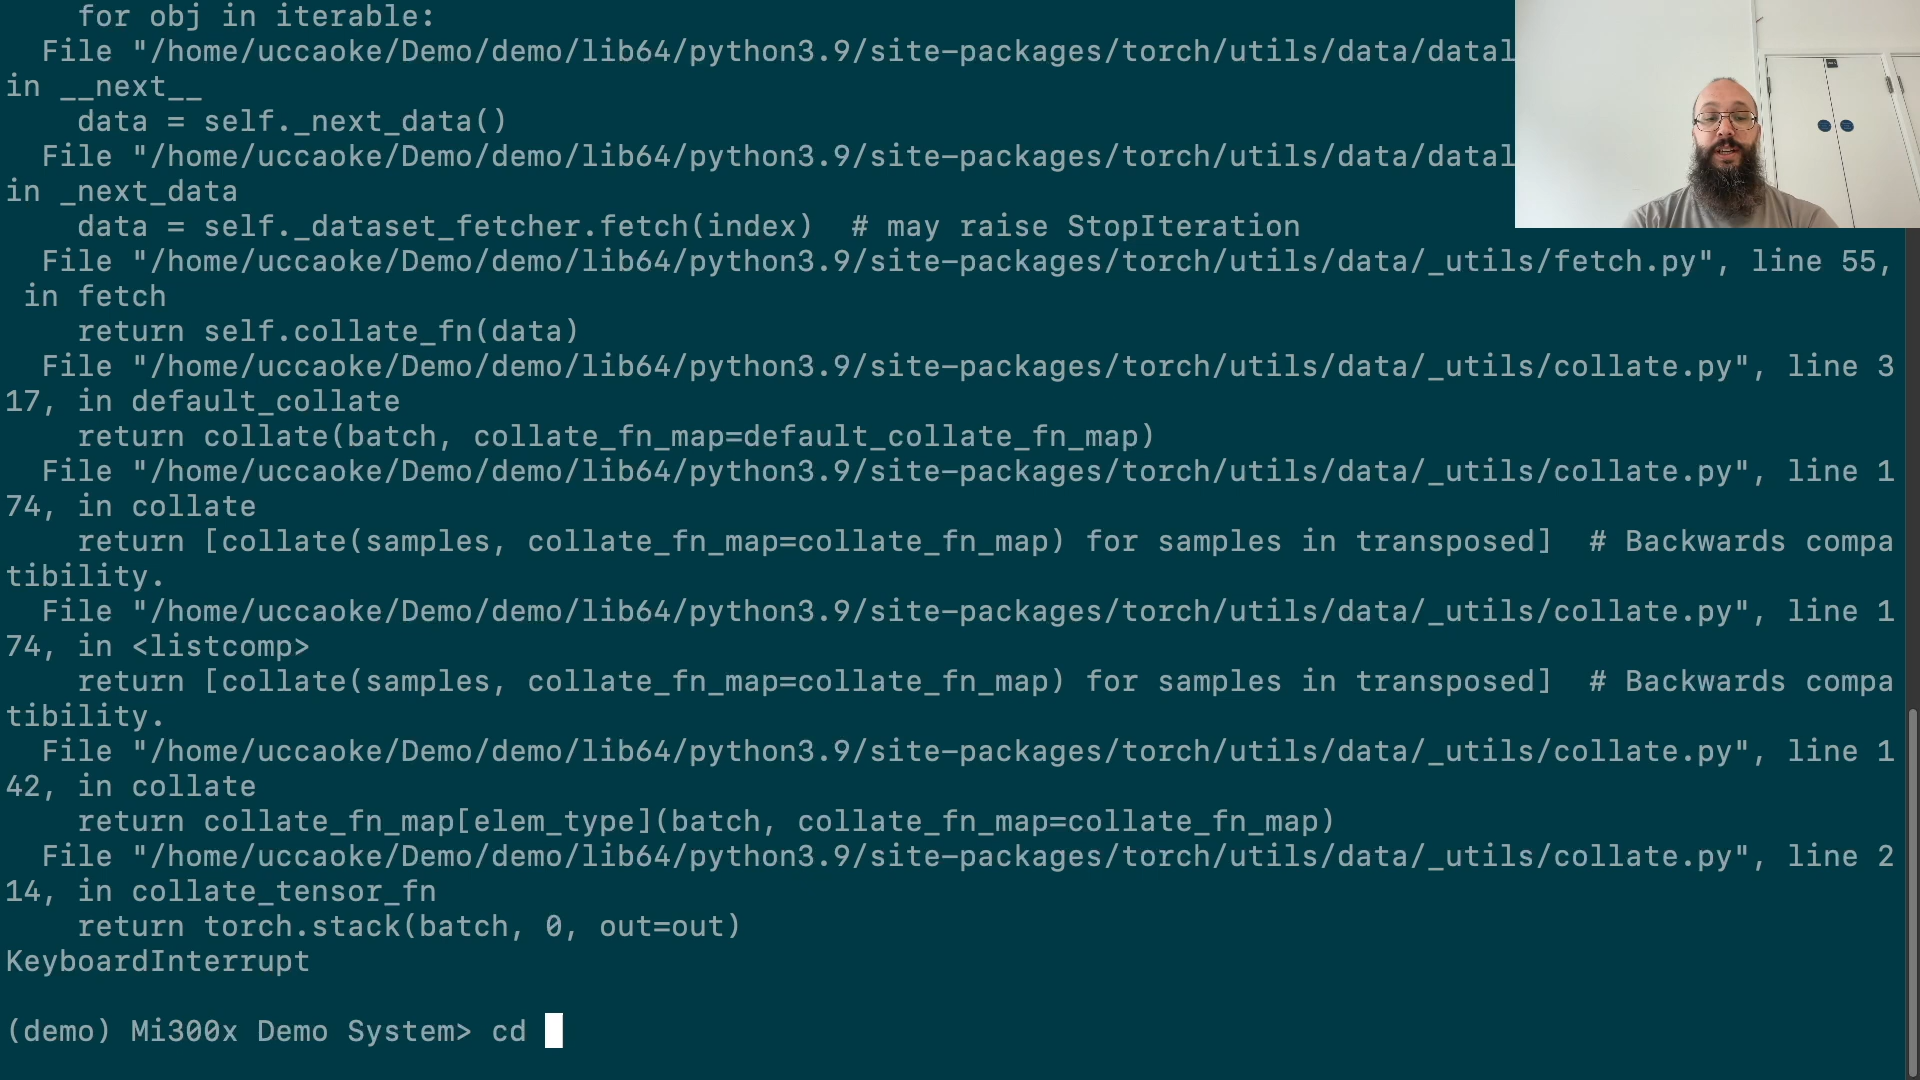 for obj in iterable:
File "/home/uccaoke/Demo/demo/lib64/python3.9/site-packages/torch/utils/data/datal
in __next__
data = self._next_data()
File "/home/uccaoke/Demo/demo/lib64/python3.9/site-packages/torch/utils/data/datal
in _next_data
data = self._dataset_fetcher.fetch(index)  # may raise StopIteration
File "/home/uccaoke/Demo/demo/lib64/python3.9/site-packages/torch/utils/data/_utils/fetch.py", line 55,
in fetch
return self.collate_fn(data)
File "/home/uccaoke/Demo/demo/lib64/python3.9/site-packages/torch/utils/data/_utils/collate.py", line 3
17, in default_collate
return collate(batch, collate_fn_map=default_collate_fn_map)
File "/home/uccaoke/Demo/demo/lib64/python3.9/site-packages/torch/utils/data/_utils/collate.py", line 1
74, in collate
return [collate(samples, collate_fn_map=collate_fn_map) for samples in transposed]  # Backwards compa
tibility.
File "/home/uccaoke/Demo/demo/lib64/python3.9/site-packages/torch/utils/data/_utils/collate.py", line 1
74, in <listcomp>
return [collate(samples, collate_fn_map=collate_fn_map) for samples in transposed]  # Backwards compa
tibility.
File "/home/uccaoke/Demo/demo/lib64/python3.9/site-packages/torch/utils/data/_utils/collate.py", line 1
42, in collate
return collate_fn_map[elem_type](batch, collate_fn_map=collate_fn_map)
File "/home/uccaoke/Demo/demo/lib64/python3.9/site-packages/torch/utils/data/_utils/collate.py", line 2
14, in collate_tensor_fn
return torch.stack(batch, 0, out=out)
KeyboardInterrupt
(demo) Mi300x Demo System> cd